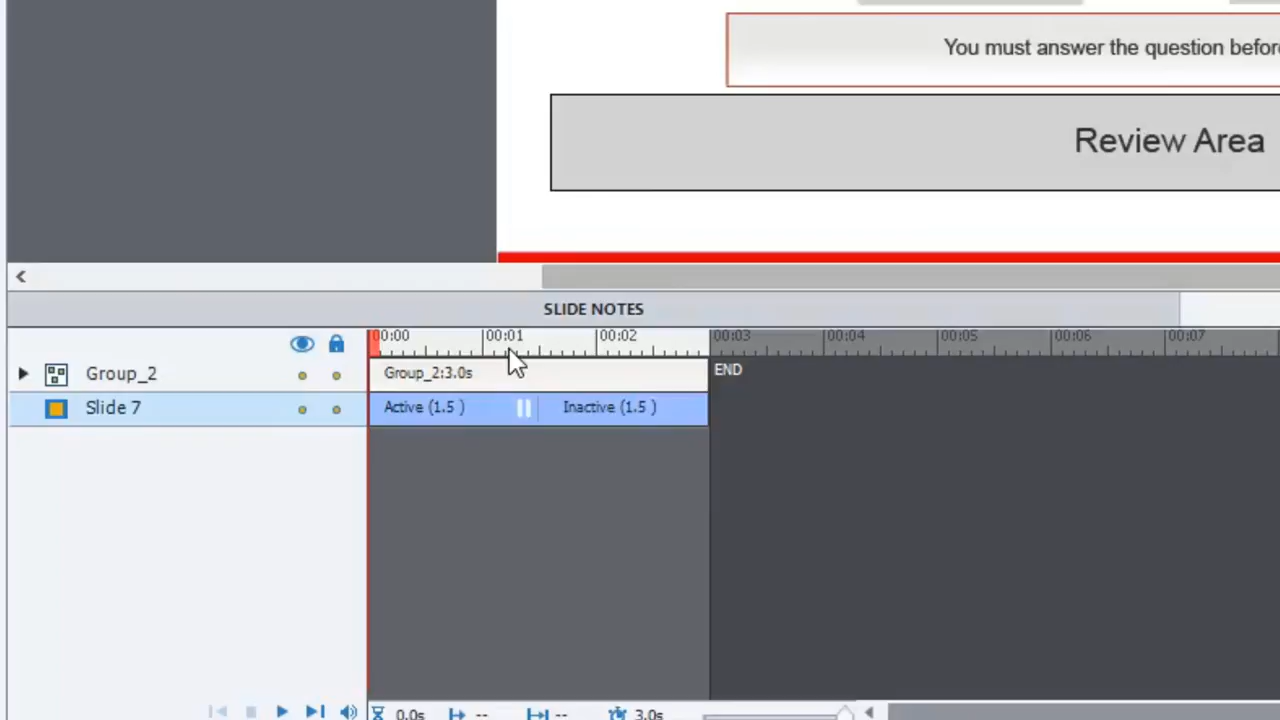 You must answer the question before
Review Area
SLIDE NOTES
00:00 00:01 00:02 00:03 00:04 00:05 00:06 00:07
Group_2
Group_2:3.0s
END
Slide 7
Active (1.5 )
Inactive (1.5 )
0.0s -- -- 3.0s